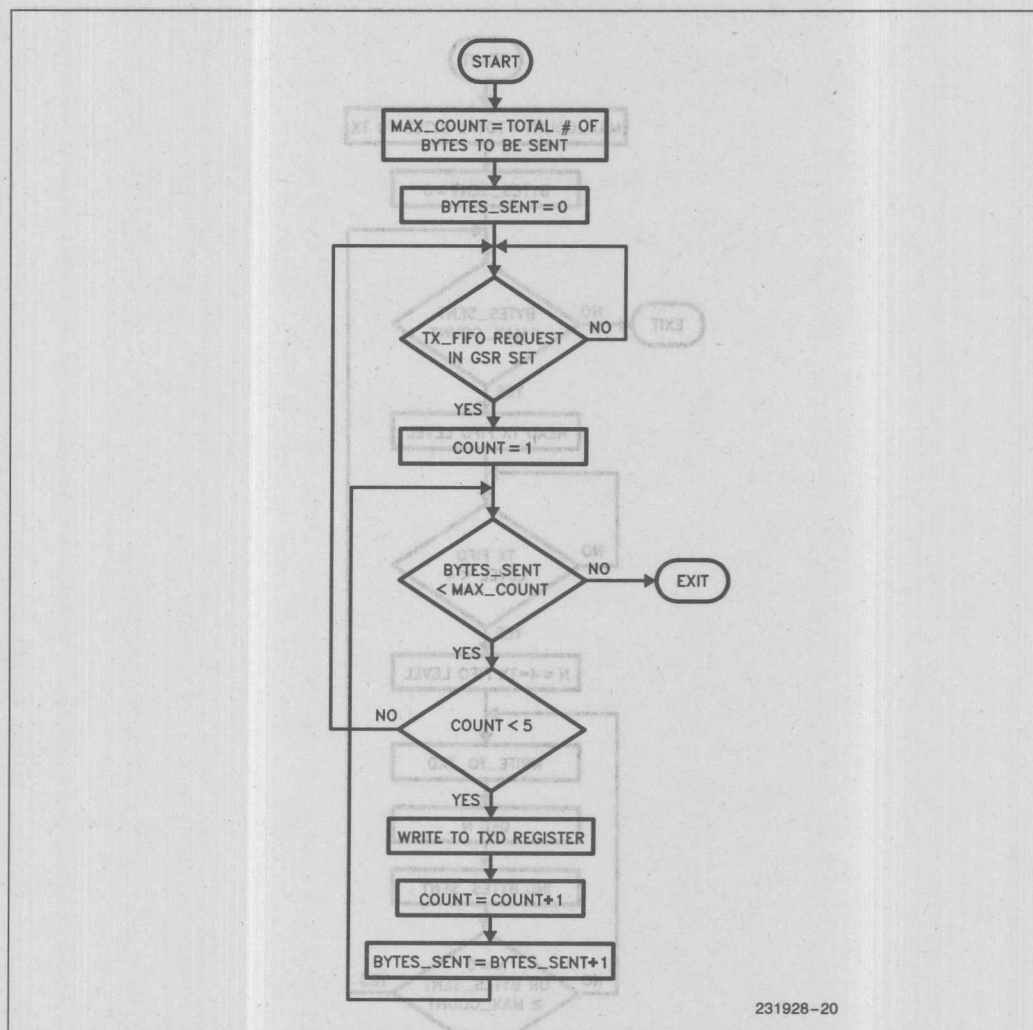 START
MAX_COUNT = TOTAL # OF
BYTES TO BE SENT
BYTES_SENT = 0
TX_FIFO REQUEST
IN GSR SET
NO
YES
COUNT = 1
BYTES_SENT
< MAX_COUNT
NO
EXIT
YES
COUNT < 5
NO
YES
WRITE TO TXD REGISTER
COUNT = COUNT+1
BYTES_SENT = BYTES_SENT+1
231928-20